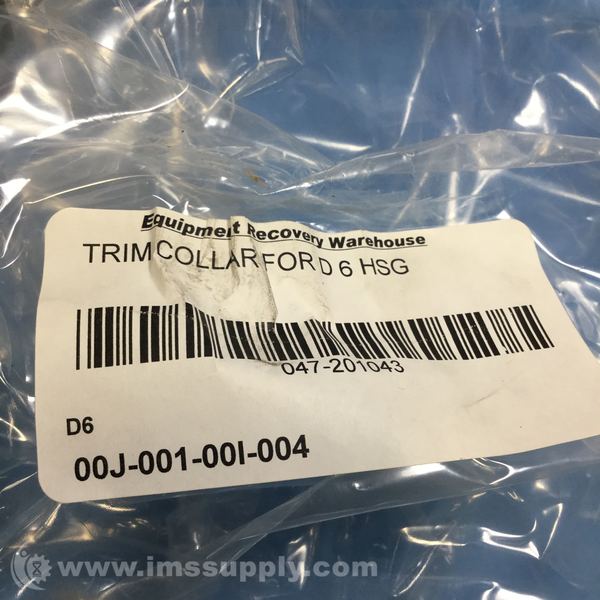 Equipment Recovery Warehouse
TRIM COLLAR FOR D 6 HSG
047-201043
D6
00J-001-00I-004
www.imssupply.com